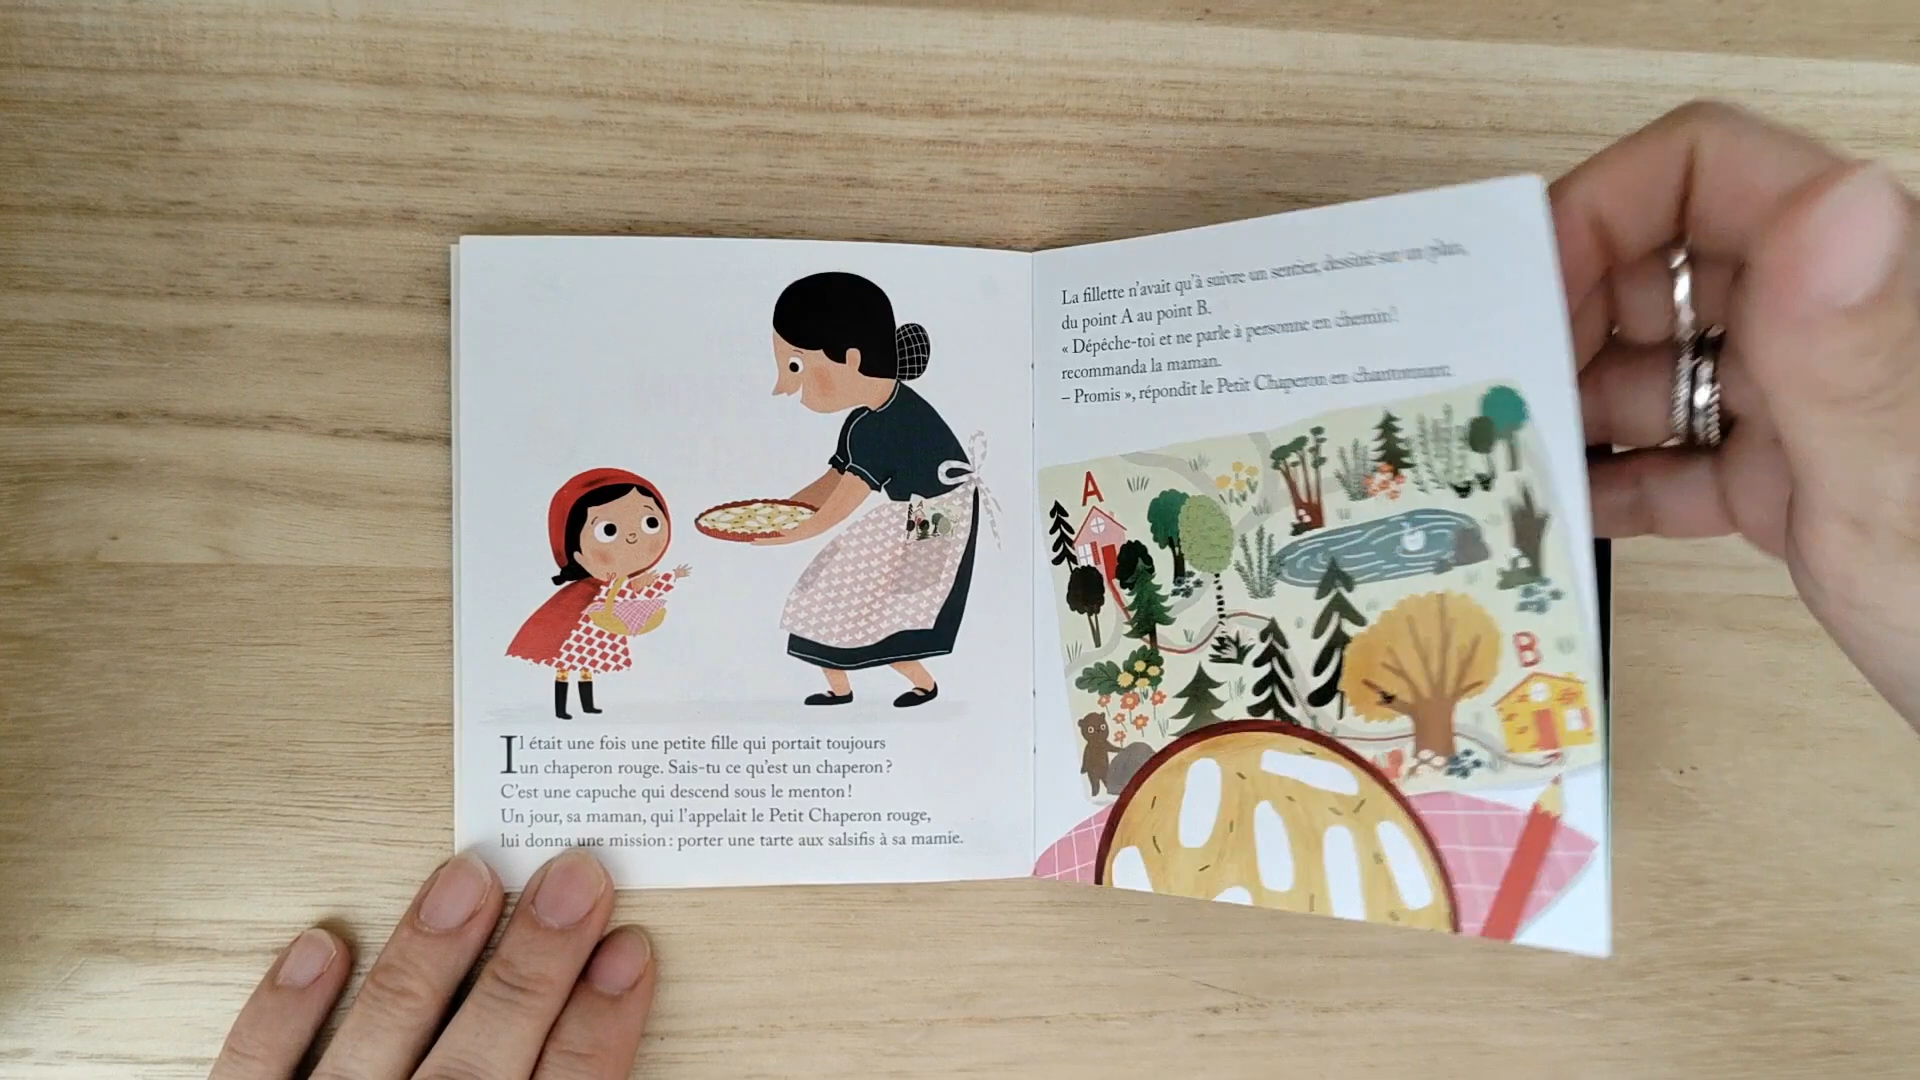 Il était une fois une petite fille qui portait toujours
un chaperon rouge. Sais-tu ce qu'est un chaperon ?
C'est une capuche qui descend sous le menton !
Un jour, sa maman, qui l'appelait le Petit Chaperon rouge,
lui donna une mission : porter une tarte aux salsifis à sa mamie.
La fillette n'avait qu'à suivre un sentier, dessiné sur un plan,
du point A au point B.
« Dépêche-toi et ne parle à personne en chemin !
recommanda la maman.
– Promis », répondit le Petit Chaperon en chantonnant.
A
B